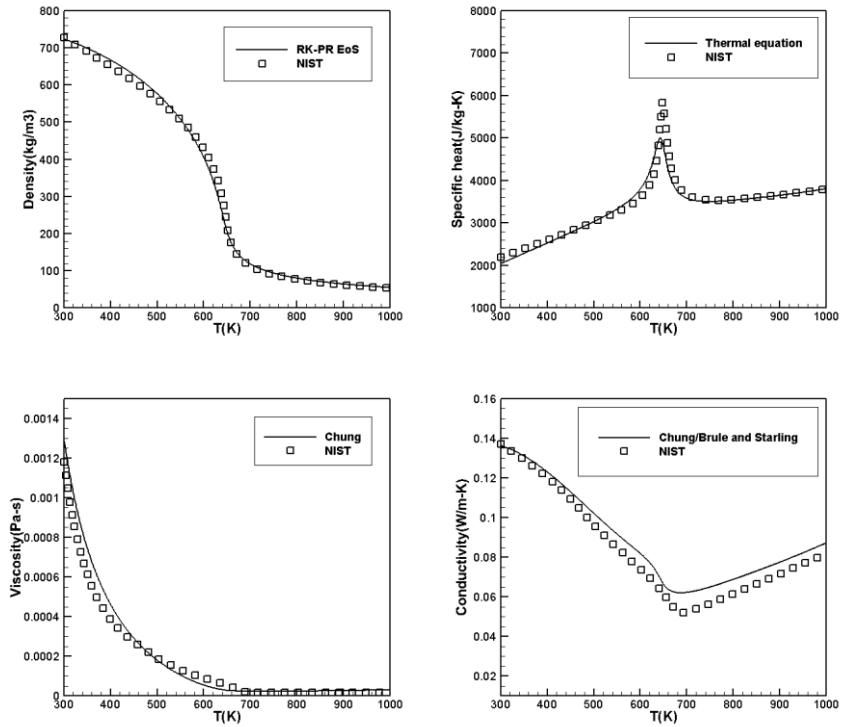 800
700
600
500
400
300
200
100
0
Density(kg/m3)
RK-PR EoS
NIST
300 400 500 600 700 800 900 1000
T(K)
8000
7000
6000
5000
4000
3000
2000
1000
Specific heat(J/kg-K)
Thermal equation
NIST
300 400 500 600 700 800 900 1000
T(K)
0.0014
0.0012
0.001
0.0008
0.0006
0.0004
0.0002
0
Viscosity(Pa-s)
Chung
NIST
300 400 500 600 700 800 900 1000
T(K)
0.16
0.14
0.12
0.1
0.08
0.06
0.04
0.02
Conductivity(W/m-K)
Chung/Brule and Starling
NIST
300 400 500 600 700 800 900 1000
T(K)